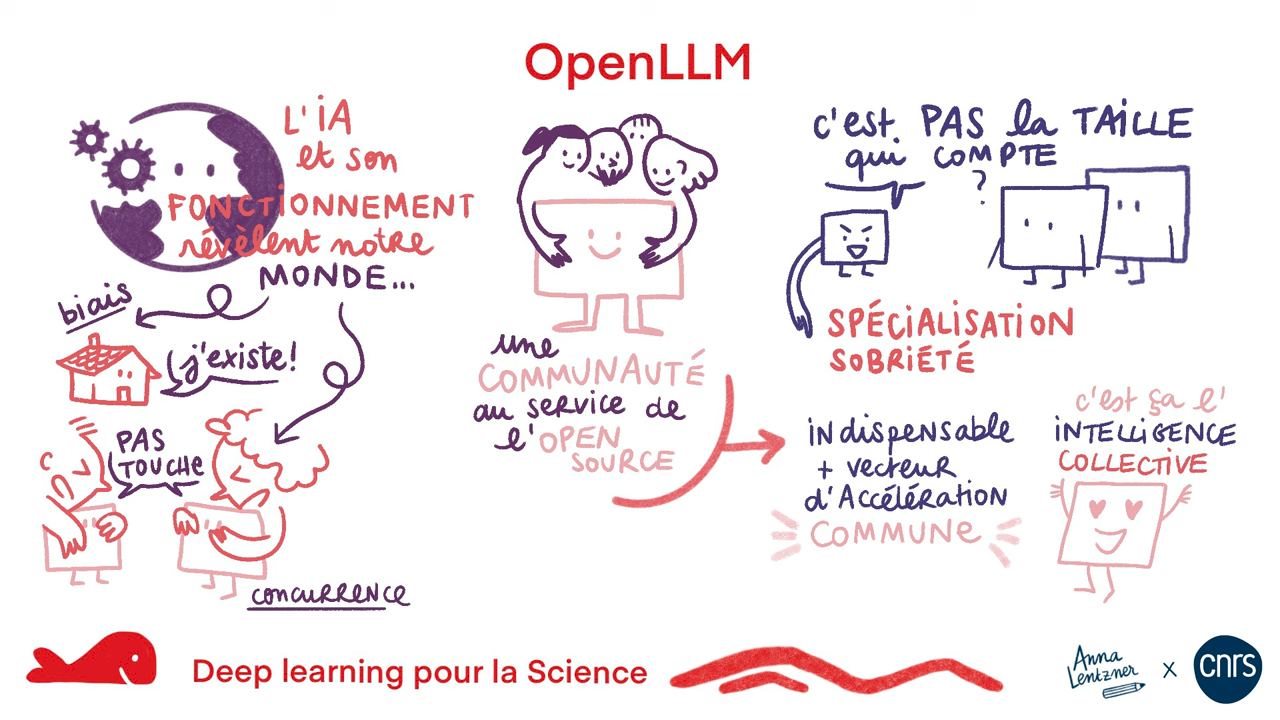 OpenLLM
L'iA
et son
FONCTiONNEMENT
révèlent notre
MONDE...
biais
j'existe!
PAS
TOUCHE
concurrence
une
COMMUNAUTÉ
au service de
l'OPEN
SOURCE
c'est PAS la TAiLLE
qui COMPTE
?
SPÉCiALiSATiON
SOBRiÉTÉ
iNdispensable
+ vecteur
d'Accélération
COMMUNE
c'est ça l'
iNTELLiGENCE
COLLECTiVE
Deep learning pour la Science
Anna
Lentzner
x
cnrs